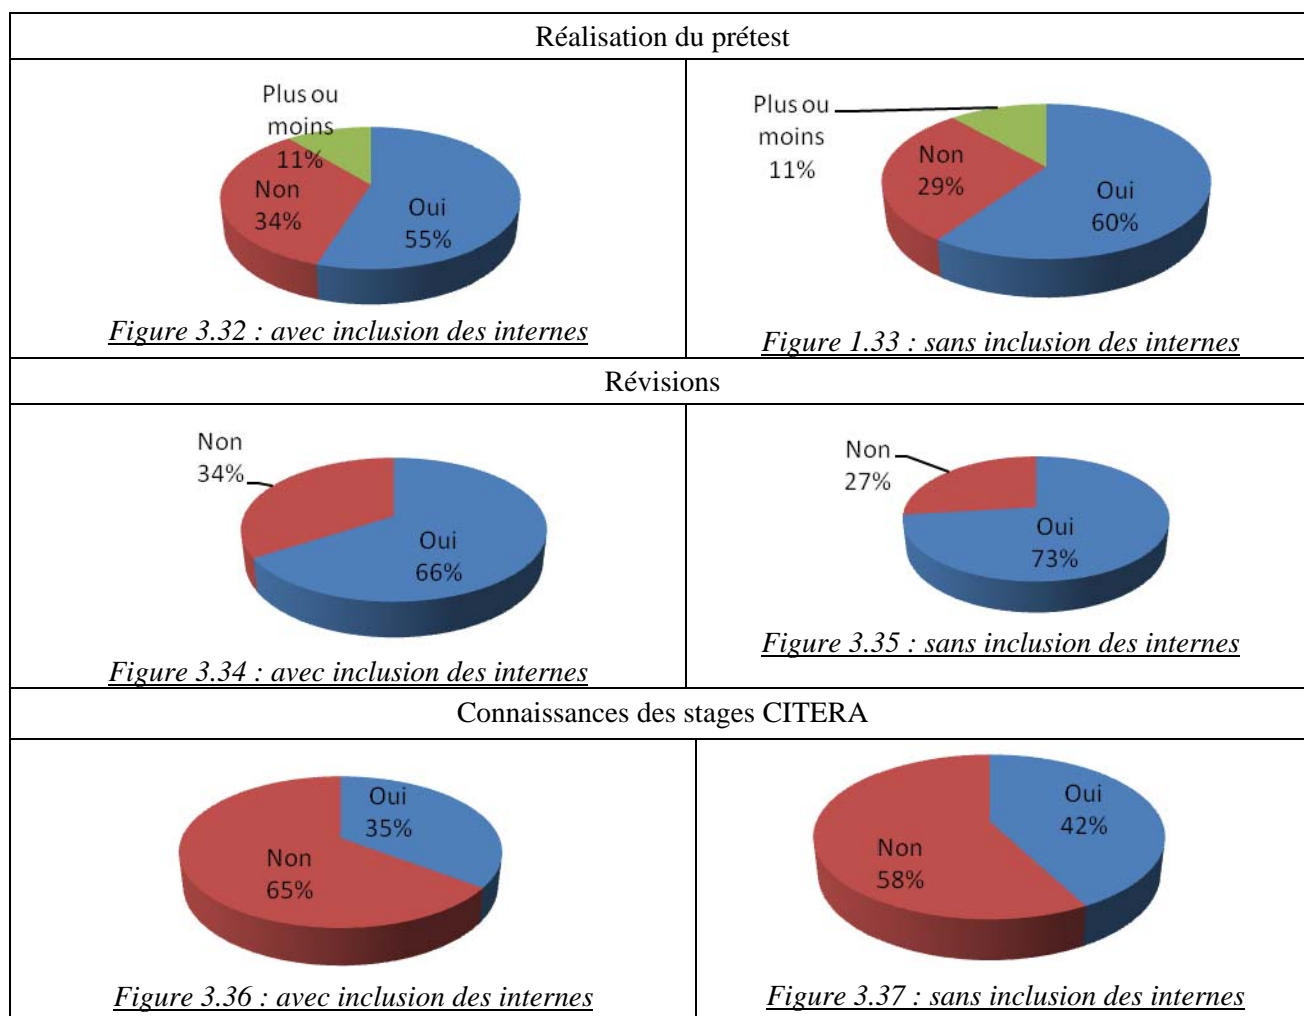 Réalisation du prétest
Plus ou
moins
11%
Non
34%
Oui
55%
Figure 3.32 : avec inclusion des internes
Plus ou
moins
11%
Non
29%
Oui
60%
Figure 1.33 : sans inclusion des internes
Révisions
Non
34%
Oui
66%
Figure 3.34 : avec inclusion des internes
Non
27%
Oui
73%
Figure 3.35 : sans inclusion des internes
Connaissances des stages CITERA
Oui
35%
Non
65%
Figure 3.36 : avec inclusion des internes
Oui
42%
Non
58%
Figure 3.37 : sans inclusion des internes